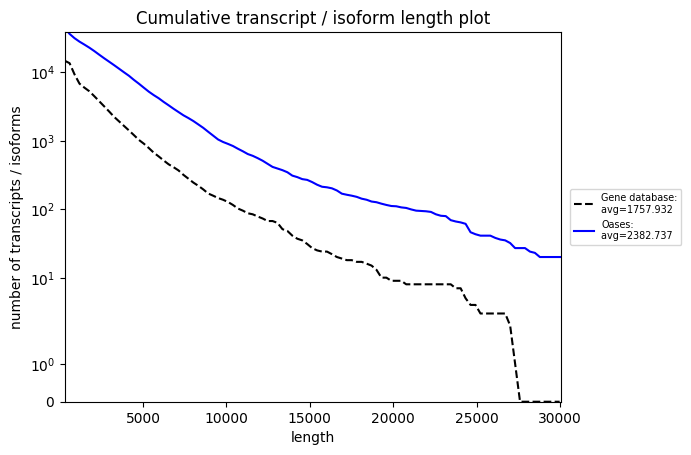 Cumulative transcript / isoform length plot
number of transcripts / isoforms
10^4
10^3
10^2
10^1
10^0
0
5000
10000
15000
20000
25000
30000
length
Gene database:
avg=1757.932
Oases:
avg=2382.737